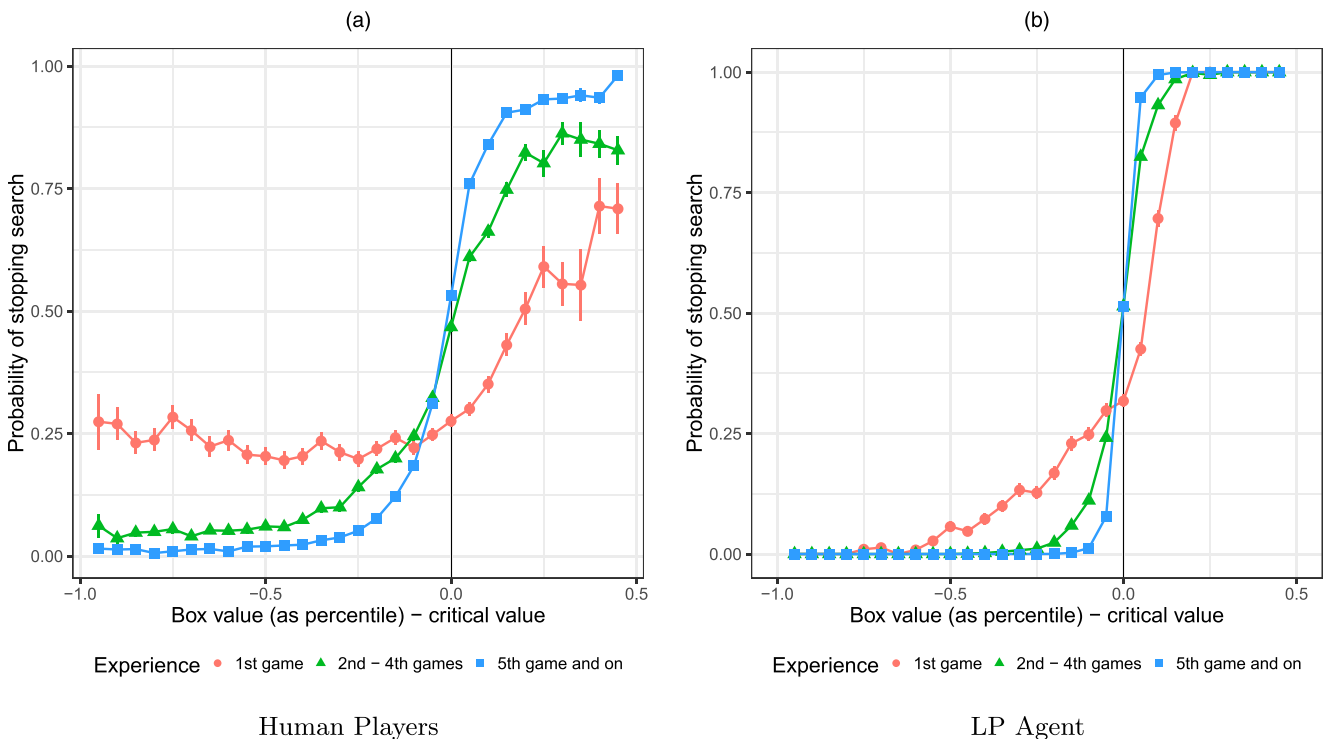 (a)
1.00
0.75
0.50
0.25
0.00
Probability of stopping search
−1.0 −0.5 0.0 0.5
Box value (as percentile) − critical value
Experience 1st game 2nd − 4th games 5th game and on
Human Players
(b)
1.00
0.75
0.50
0.25
0.00
Probability of stopping search
−1.0 −0.5 0.0 0.5
Box value (as percentile) − critical value
Experience 1st game 2nd − 4th games 5th game and on
LP Agent